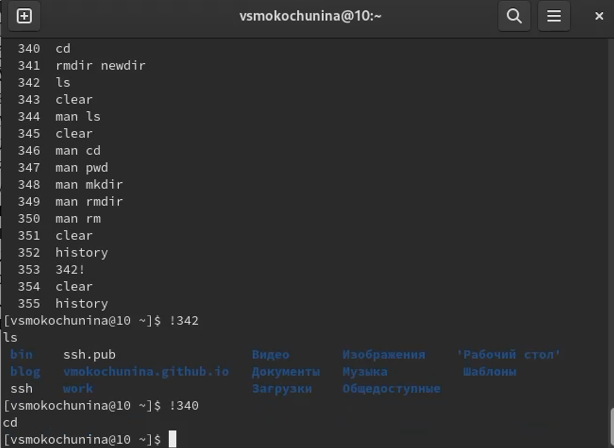 vsmokochunina@10:~
340 cd
341 rmdir newdir
342 ls
343 clear
344 man ls
345 clear
346 man cd
347 man pwd
348 man mkdir
349 man rmdir
350 man rm
351 clear
352 history
353 342!
354 clear
355 history
[vsmokochunina@10 ~]$ !342
ls
bin ssh.pub Видео Изображения 'Рабочий стол'
blog vmokochunina.github.io Документы Музыка Шаблоны
ssh work Загрузки Общедоступные
[vsmokochunina@10 ~]$ !340
cd
[vsmokochunina@10 ~]$